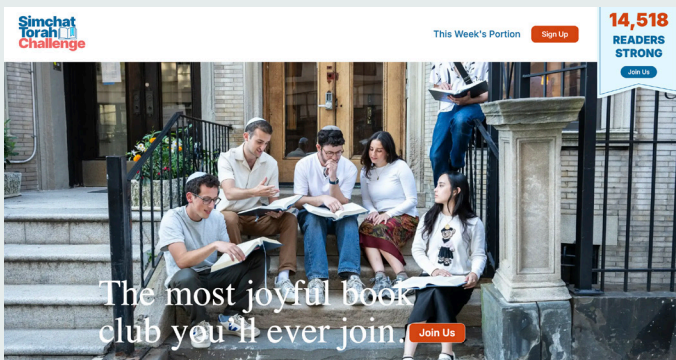 Simchat
Torah
Challenge
This Week's Portion
Sign Up
14,518
READERS
STRONG
Join Us
The most joyful book
club you'll ever join.
Join Us